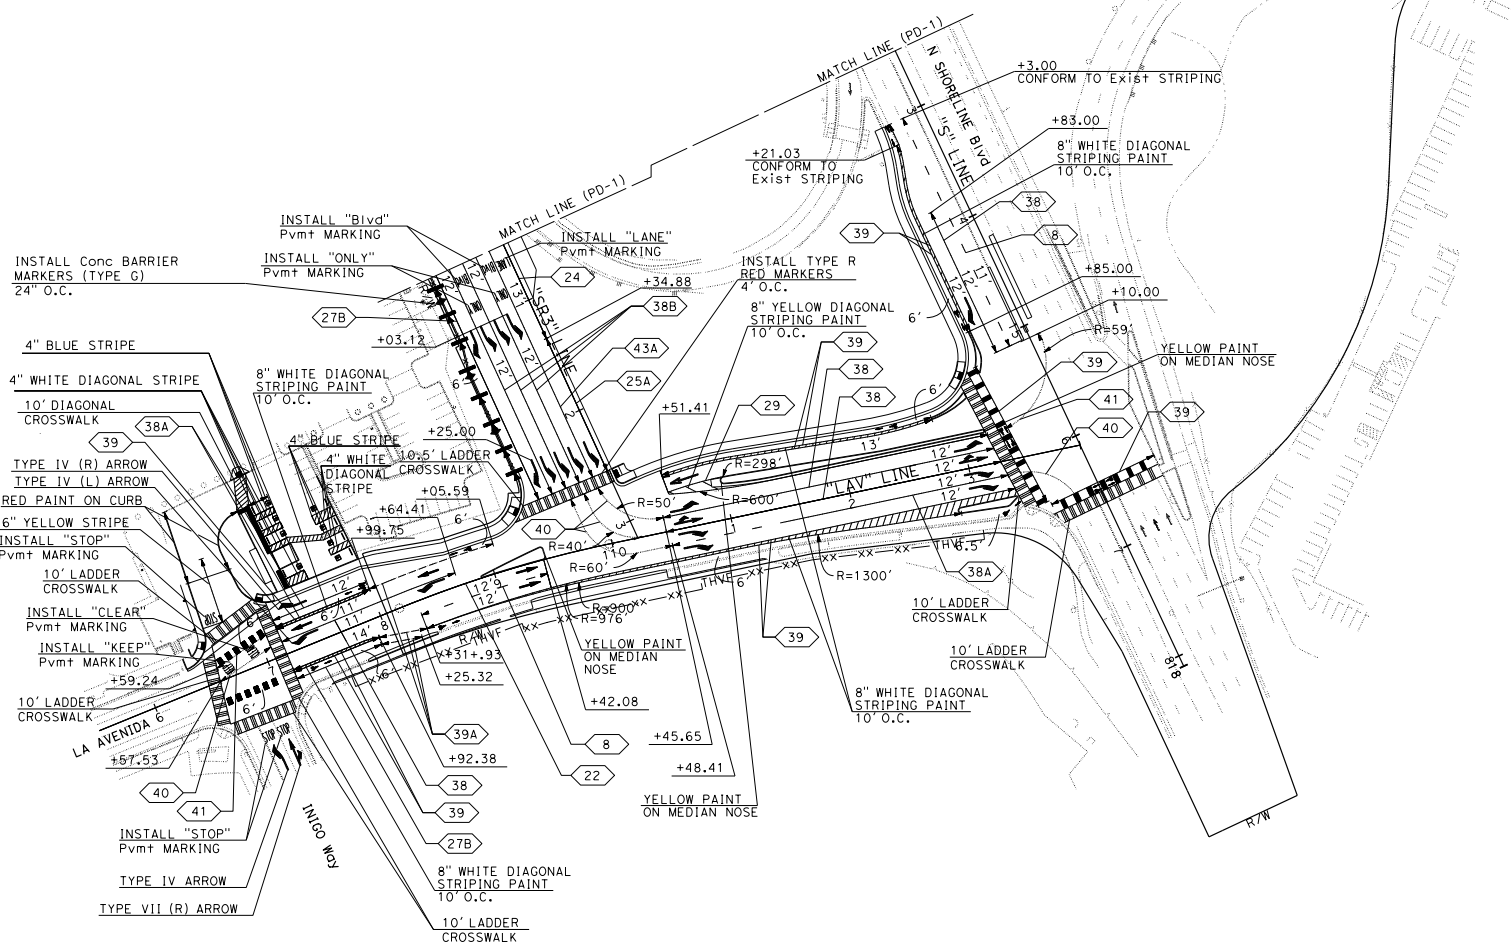 MATCH LINE (PD-1)
N SHORELINE Blvd
"S" LINE
+3.00
CONFORM TO Exist STRIPING
+83.00
8" WHITE DIAGONAL
STRIPING PAINT
10' O.C.
+21.03
CONFORM TO
Exist STRIPING
38
39
8
+85.00
+10.00
R=59'
YELLOW PAINT
ON MEDIAN NOSE
39
41
39
40
MATCH LINE (PD-1)
INSTALL "Blvd"
Pvmt MARKING
INSTALL "LANE"
Pvmt MARKING
INSTALL "ONLY"
Pvmt MARKING
24
INSTALL Conc BARRIER
MARKERS (TYPE G)
24" O.C.
27B
+03.12
"SR3" LINE
+34.88
38B
43A
25A
INSTALL TYPE R
RED MARKERS
4' O.C.
8" YELLOW DIAGONAL
STRIPING PAINT
10' O.C.
39
38
38
29
+51.41
4" BLUE STRIPE
4" WHITE DIAGONAL STRIPE
8" WHITE DIAGONAL
STRIPING PAINT
10' O.C.
10' DIAGONAL
CROSSWALK
38A
39
4" BLUE STRIPE
4" WHITE
DIAGONAL
STRIPE
+25.00
10.5' LADDER
CROSSWALK
TYPE IV (R) ARROW
TYPE IV (L) ARROW
RED PAINT ON CURB
6" YELLOW STRIPE
INSTALL "STOP"
Pvmt MARKING
+05.59
+64.41
+99.75
10' LADDER
CROSSWALK
INSTALL "CLEAR"
Pvmt MARKING
INSTALL "KEEP"
Pvmt MARKING
+59.24
10' LADDER
CROSSWALK
LA AVENIDA 6
+57.53
40
41
INSTALL "STOP"
Pvmt MARKING
TYPE IV ARROW
TYPE VII (R) ARROW
INIGO Way
STOP STOP
R=298'
R=600'
R=50'
R=40'
R=60'
40
"LAV" LINE
2
13'
12'
12'
12'
12'
6.5'
R=1300'
R=900'
R=976'
38A
10' LADDER
CROSSWALK
10' LADDER
CROSSWALK
39
8" WHITE DIAGONAL
STRIPING PAINT
10' O.C.
YELLOW PAINT
ON MEDIAN
NOSE
+25.32
+42.08
39A
8
+45.65
+92.38
22
+48.41
38
YELLOW PAINT
ON MEDIAN NOSE
39
27B
8" WHITE DIAGONAL
STRIPING PAINT
10' O.C.
10' LADDER
CROSSWALK
818
R/W